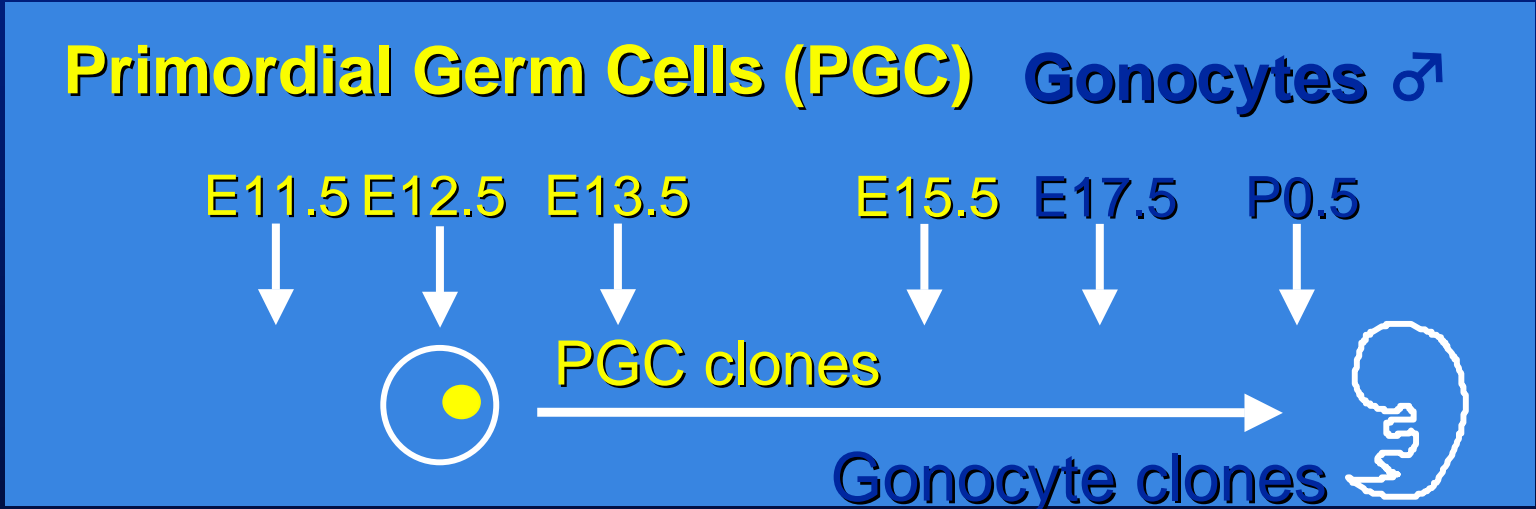 Primordial Germ Cells (PGC) Gonocytes ♂
E11.5 E12.5 E13.5 E15.5 E17.5 P0.5
PGC clones
Gonocyte clones